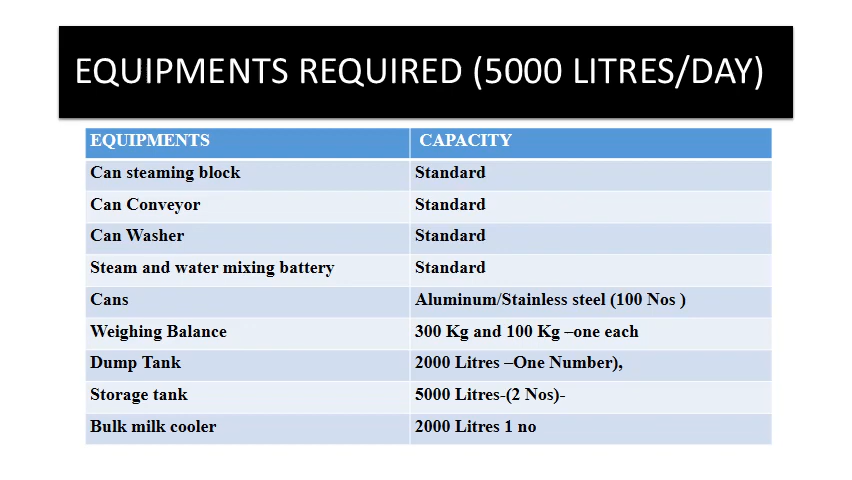 EQUIPMENTS REQUIRED (5000 LITRES/DAY)
EQUIPMENTS CAPACITY
Can steaming block Standard
Can Conveyor Standard
Can Washer Standard
Steam and water mixing battery Standard
Cans Aluminum/Stainless steel (100 Nos )
Weighing Balance 300 Kg and 100 Kg –one each
Dump Tank 2000 Litres –One Number),
Storage tank 5000 Litres-(2 Nos)-
Bulk milk cooler 2000 Litres 1 no